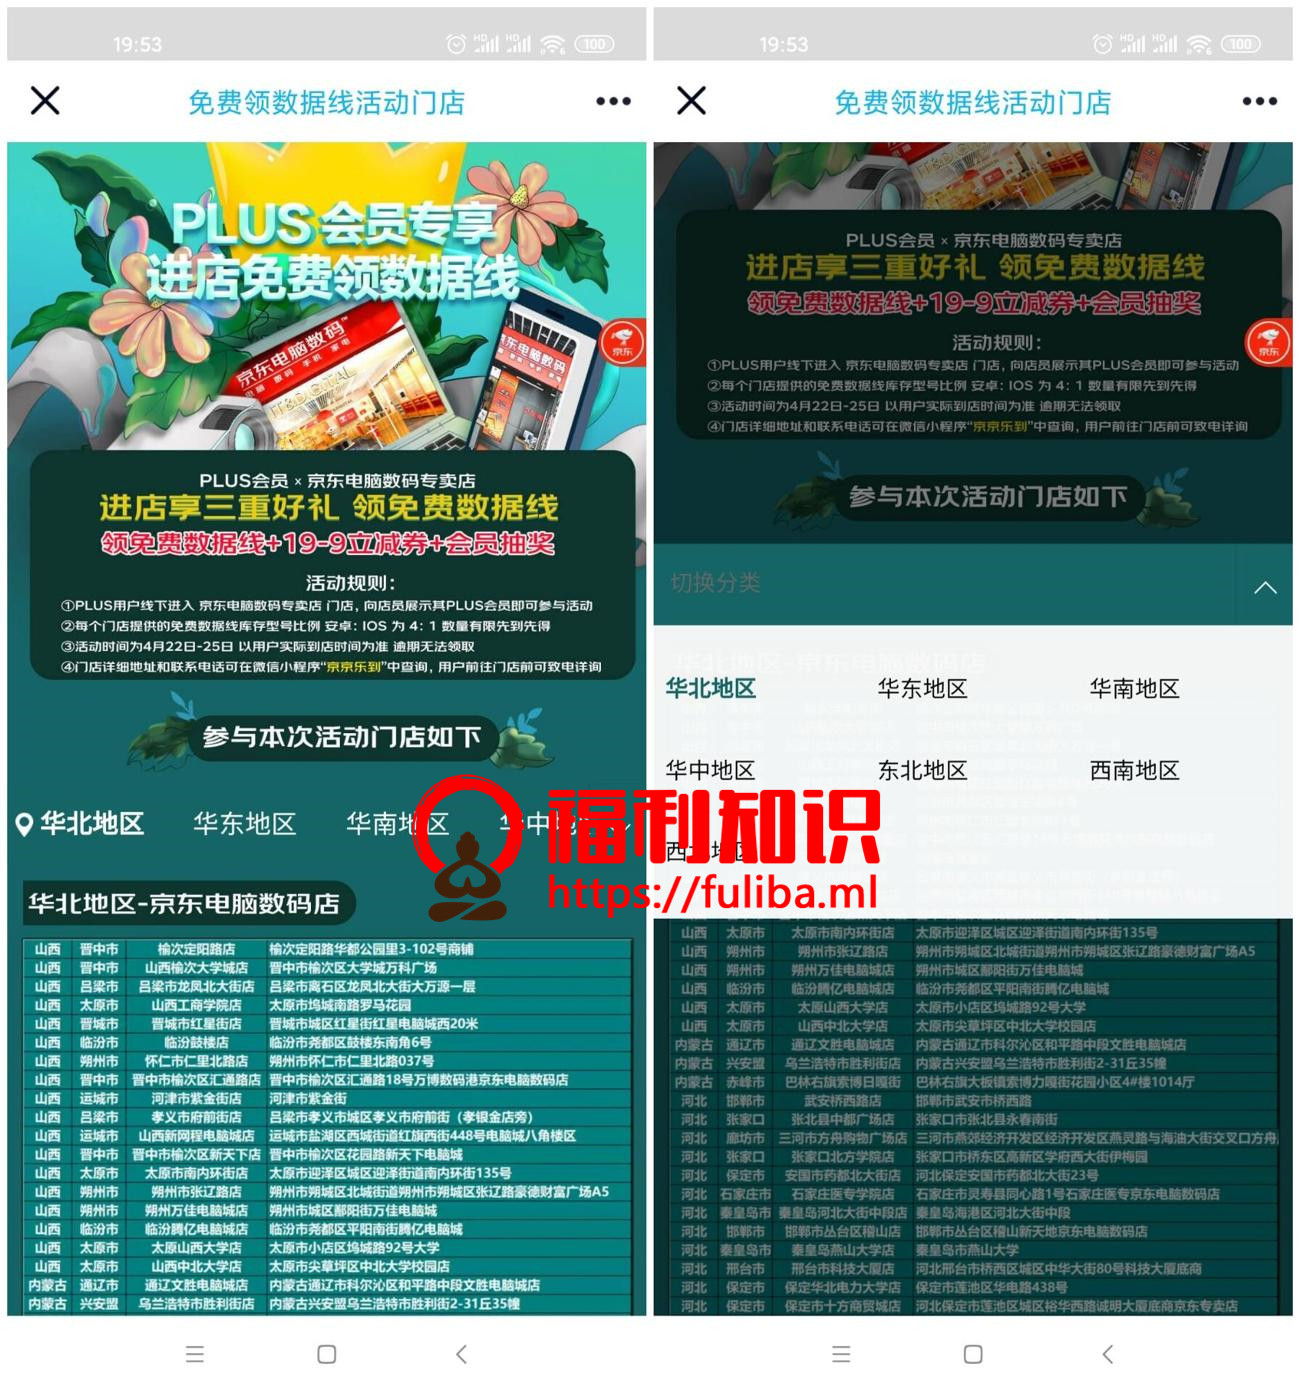 19:53
HD HD 6 100
免费领数据线活动门店
PLUS会员专享
进店免费领数据线
京东电脑数码
电脑 数码 手机 家电
京东电脑数码
京东
PLUS会员 × 京东电脑数码专卖店
进店享三重好礼 领免费数据线
领免费数据线+19-9立减券+会员抽奖
活动规则：
①PLUS用户线下进入 京东电脑数码专卖店 门店，向店员展示其PLUS会员即可参与活动
②每个门店提供的免费数据线库存型号比例 安卓：IOS 为 4：1 数量有限先到先得
③活动时间为4月22日-25日 以用户实际到店时间为准 逾期无法领取
④门店详细地址和联系电话可在微信小程序“京京乐到”中查询，用户前往门店前可致电详询
参与本次活动门店如下
华北地区 华东地区 华南地区 华中
华北地区-京东电脑数码店
山西 晋中市 榆次定阳路店 榆次定阳路华都公园里3-102号商铺
山西 晋中市 山西榆次大学城店 晋中市榆次区大学城万科广场
山西 吕梁市 吕梁市龙凤北大街店 吕梁市离石区龙凤北大街大万源一层
山西 太原市 山西工商学院店 太原市坞城南路罗马花园
山西 晋城市 晋城市红星街店 晋城市城区红星街红星电脑城西20米
山西 临汾市 临汾鼓楼店 临汾市尧都区鼓楼东南角6号
山西 朔州市 怀仁市仁里北路店 朔州市怀仁市仁里北路037号
山西 晋中市 晋中市榆次区汇通路店 晋中市榆次区汇通路18号万博数码港京东电脑数码店
山西 运城市 河津市紫金街店 河津市紫金街
山西 吕梁市 孝义市府前街店 吕梁市孝义市城区孝义市府前街（孝银金店旁）
山西 运城市 山西新网程电脑城店 运城市盐湖区西城街道红旗西街448号电脑城八角楼区
山西 晋中市 晋中市榆次区新天下店 晋中市榆次区花园路新天下电脑城
山西 太原市 太原市南内环街店 太原市迎泽区城区迎泽街道南内环街135号
山西 朔州市 朔州市张辽路店 朔州市朔城区北城街道朔州市朔城区张辽路豪德财富广场A5
山西 朔州市 朔州万佳电脑城店 朔州市城区鄯阳街万佳电脑城
山西 临汾市 临汾腾亿电脑城店 临汾市尧都区平阳南街腾亿电脑城
山西 太原市 太原山西大学店 太原市小店区坞城路92号大学
山西 太原市 山西中北大学店 太原市尖草坪区中北大学校园店
内蒙古 通辽市 通辽文胜电脑城店 内蒙古通辽市科尔沁区和平路中段文胜电脑城店
内蒙古 兴安盟 乌兰浩特市胜利街店 内蒙古兴安盟乌兰浩特市胜利街2-31丘35幢
福利知识
https://fuliba.ml
19:53
HD HD 6 100
免费领数据线活动门店
京东
PLUS会员 × 京东电脑数码专卖店
进店享三重好礼 领免费数据线
领免费数据线+19-9立减券+会员抽奖
活动规则：
①PLUS用户线下进入 京东电脑数码专卖店 门店，向店员展示其PLUS会员即可参与活动
②每个门店提供的免费数据线库存型号比例 安卓：IOS 为 4：1 数量有限先到先得
③活动时间为4月22日-25日 以用户实际到店时间为准 逾期无法领取
④门店详细地址和联系电话可在微信小程序“京京乐到”中查询，用户前往门店前可致电详询
参与本次活动门店如下
切换分类
华北地区-京东电脑数码店
华北地区 华东地区 华南地区
华中地区 东北地区 西南地区
西北地区
山西 太原市 太原市南内环街店 太原市迎泽区城区迎泽街道南内环街135号
山西 朔州市 朔州市张辽路店 朔州市朔城区北城街道朔州市朔城区张辽路豪德财富广场A5
山西 朔州市 朔州万佳电脑城店 朔州市城区鄯阳街万佳电脑城
山西 临汾市 临汾腾亿电脑城店 临汾市尧都区平阳南街腾亿电脑城
山西 太原市 太原山西大学店 太原市小店区坞城路92号大学
山西 太原市 山西中北大学店 太原市尖草坪区中北大学校园店
内蒙古 通辽市 通辽文胜电脑城店 内蒙古通辽市科尔沁区和平路中段文胜电脑城店
内蒙古 兴安盟 乌兰浩特市胜利街店 内蒙古兴安盟乌兰浩特市胜利街2-31丘35幢
内蒙古 赤峰市 巴林右旗索博日嘎街 巴林右旗大板镇索博力嘎街花园小区4#楼1014厅
河北 邯郸市 武安桥西路店 邯郸市武安市桥西路
河北 张家口 张北县中都广场店 张家口市张北县永春南街
河北 廊坊市 三河市方舟购物广场店 三河市燕郊经济开发区经济开发区燕灵路与海油大街交叉口方舟
河北 张家口 张家口北方学院店 张家口市桥东区高新区学府西大街伊梅园
河北 保定市 安国市药都北大街店 河北保定安国市药都北大街23号
河北 石家庄市 石家庄医专学院店 石家庄市灵寿县同心路1号石家庄医专京东电脑数码店
河北 秦皇岛市 秦皇岛河北大街中段店 秦皇岛海港区河北大街中段
河北 邯郸市 邯郸市丛台区稽山店 邯郸市丛台区稽山新天地京东电脑数码店
河北 秦皇岛市 秦皇岛燕山大学店 秦皇岛市燕山大学
河北 邢台市 邢台市科技大厦店 河北邢台市桥西区城区中华大街80号科技大厦底商
河北 保定市 保定华北电力大学店 保定市莲池区华电路438号
河北 保定市 保定市十方商贸城店 河北保定市莲池区城区裕华西路诚明大厦底商京东专卖店